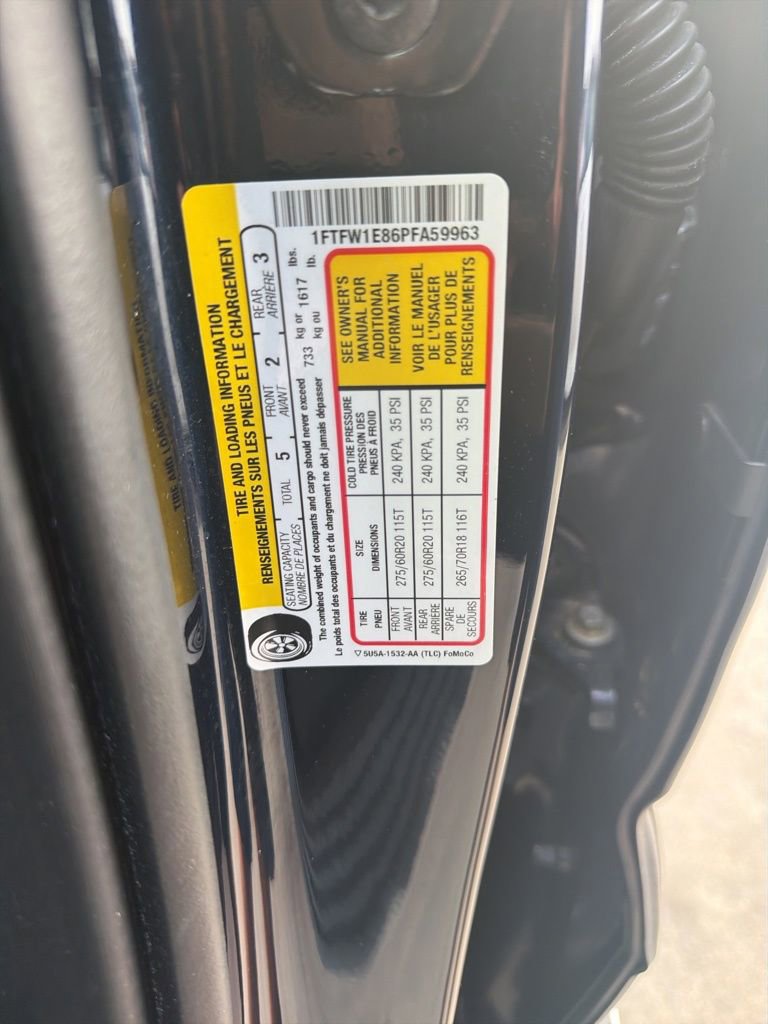 1FTFW1E86PFA59963
TIRE AND LOADING INFORMATION
RENSEIGNEMENTS SUR LES PNEUS ET LE CHARGEMENT
SEATING CAPACITY
NOMBRE DE PLACES
TOTAL 5
FRONT
AVANT
2
REAR
ARRIÈRE
3
The combined weight of occupants and cargo should never exceed 733 kg or 1617 lbs.
Le poids total des occupants et du chargement ne doit jamais dépasser kg ou lb.
TIRE
PNEU
SIZE
DIMENSIONS
COLD TIRE PRESSURE
PRESSION DES
PNEUS À FROID
FRONT
AVANT
275/60R20 115T
240 KPA, 35 PSI
REAR
ARRIÈRE
275/60R20 115T
240 KPA, 35 PSI
SPARE
DE
SECOURS
265/70R18 116T
240 KPA, 35 PSI
SEE OWNER'S
MANUAL FOR
ADDITIONAL
INFORMATION
VOIR LE MANUEL
DE L'USAGER
POUR PLUS DE
RENSEIGNEMENTS
5U5A-1532-AA (TLC) FoMoCo
TIRE AND LOADING INFORMATION